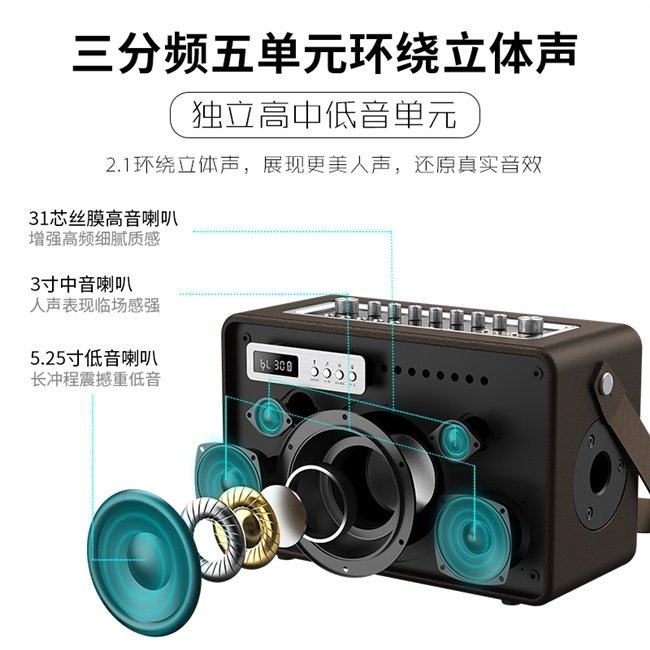 三分频五单元环绕立体声
独立高中低音单元
2.1环绕立体声，展现更美人声，还原真实音效
31芯丝膜高音喇叭
增强高频细腻质感
3寸中音喇叭
人声表现临场感强
5.25寸低音喇叭
长冲程震撼重低音
bL 300